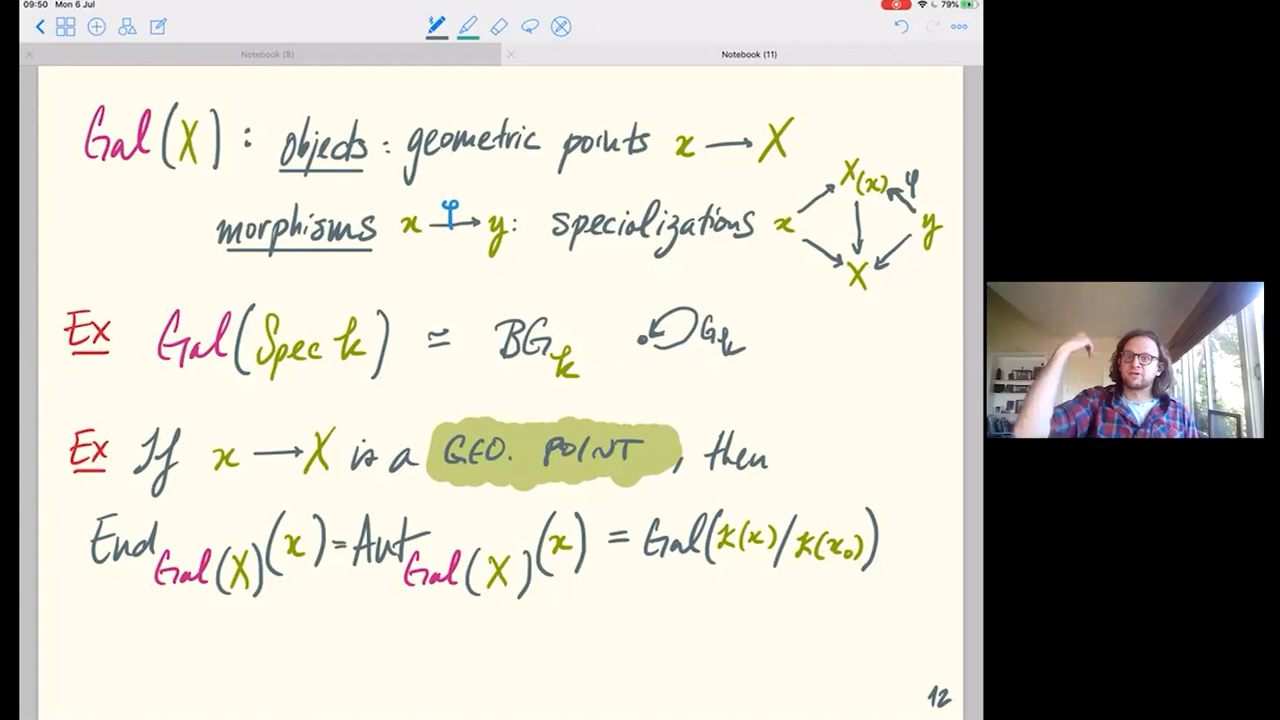 09:50 Mon 6 Jul
79%
Notebook (8)
Notebook (11)
Gal(X) : objects : geometric points x → X
morphisms x →^φ y: specializations
x X_(x) φ y X
Ex Gal(Spec k) ≃ BG_k G_k
Ex If x → X is a GEO. POINT, then
End_Gal(X)(x) = Aut_Gal(X)(x) = Gal(κ(x)/κ(x₀))
12